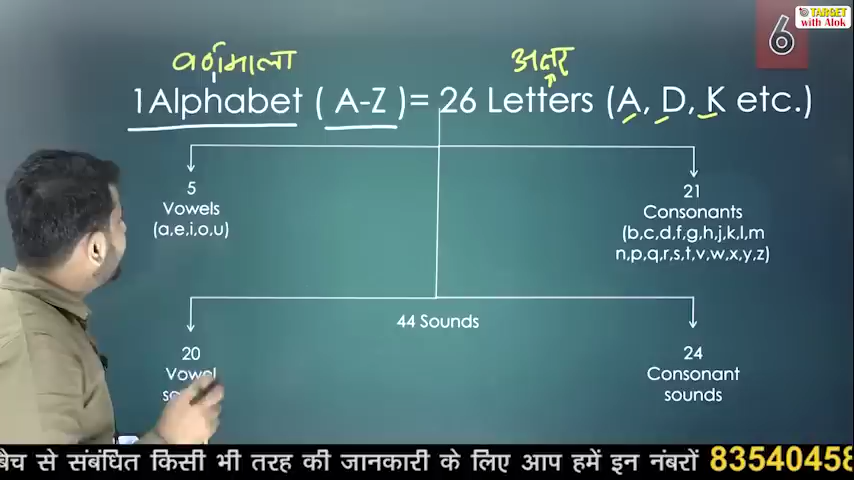 TARGET
with Alok
6
वर्णमाला
अक्षर
1Alphabet ( A-Z )= 26 Letters (A, D, K etc.)
5
Vowels
(a,e,i,o,u)
21
Consonants
(b,c,d,f,g,h,j,k,l,m
n,p,q,r,s,t,v,w,x,y,z)
44 Sounds
20
Vowel
24
Consonant
sounds
बैच से संबंधित किसी भी तरह की जानकारी के लिए आप हमें इन नंबरों 83540458